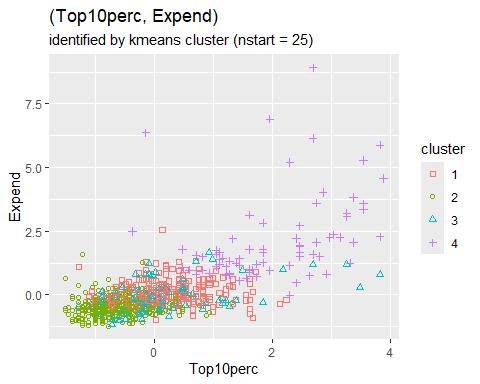 (Top10perc, Expend)
identified by kmeans cluster (nstart = 25)
7.5
5.0
2.5
0.0
Expend
0
2
4
Top10perc
cluster
1
2
3
4